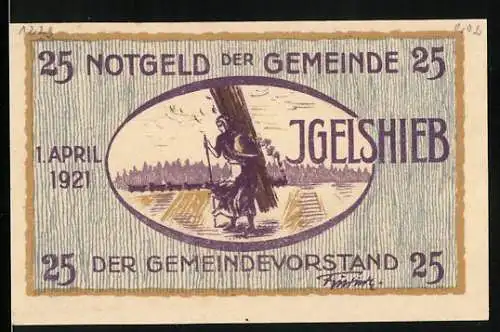 25 NOTGELD DER GEMEINDE 25
1. APRIL
1921
JGELSHIEB
25 DER GEMEINDEVORSTAND 25